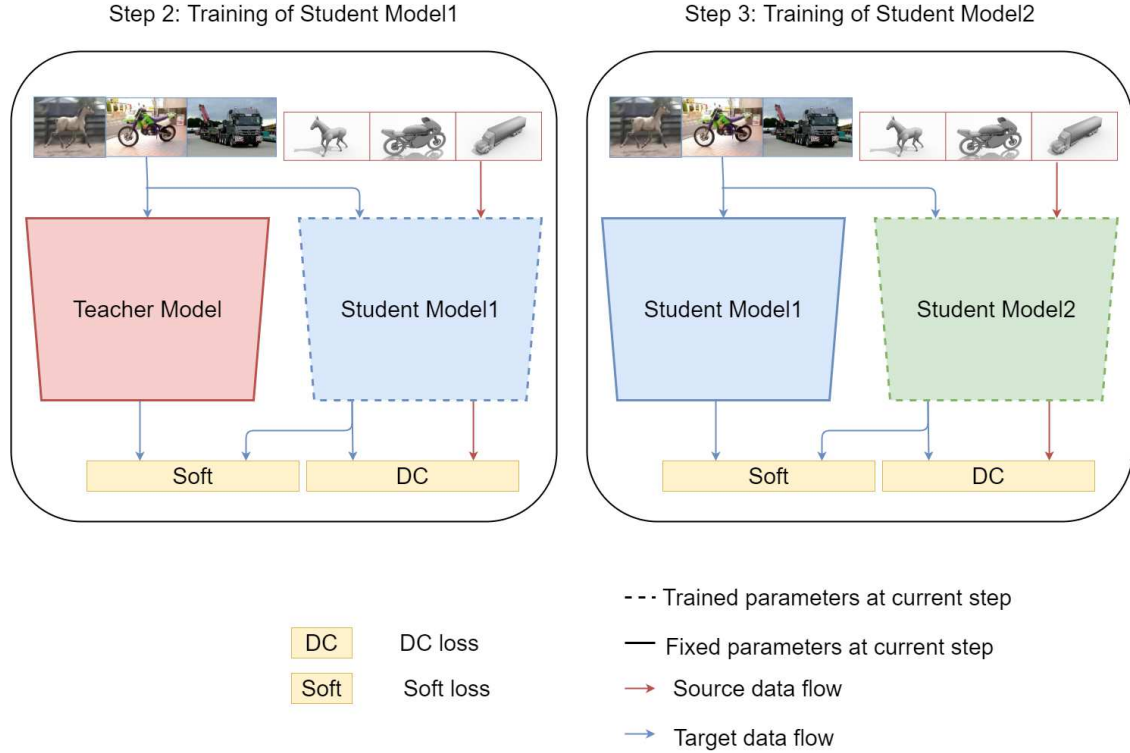 Step 2: Training of Student Model1
Step 3: Training of Student Model2
Teacher Model
Student Model1
Student Model1
Student Model2
Soft
DC
Soft
DC
DC
DC loss
Soft
Soft loss
Trained parameters at current step
Fixed parameters at current step
Source data flow
Target data flow